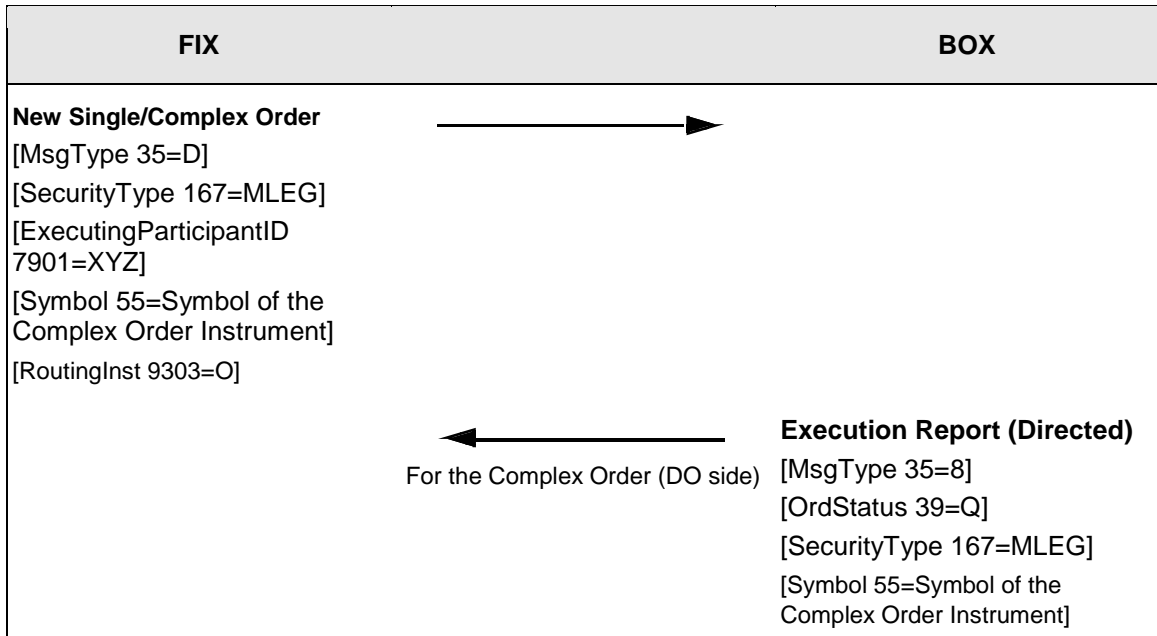 FIX
BOX
New Single/Complex Order
[MsgType 35=D]
[SecurityType 167=MLEG]
[ExecutingParticipantID
7901=XYZ]
[Symbol 55=Symbol of the
Complex Order Instrument]
[RoutingInst 9303=O]
For the Complex Order (DO side)
Execution Report (Directed)
[MsgType 35=8]
[OrdStatus 39=Q]
[SecurityType 167=MLEG]
[Symbol 55=Symbol of the
Complex Order Instrument]